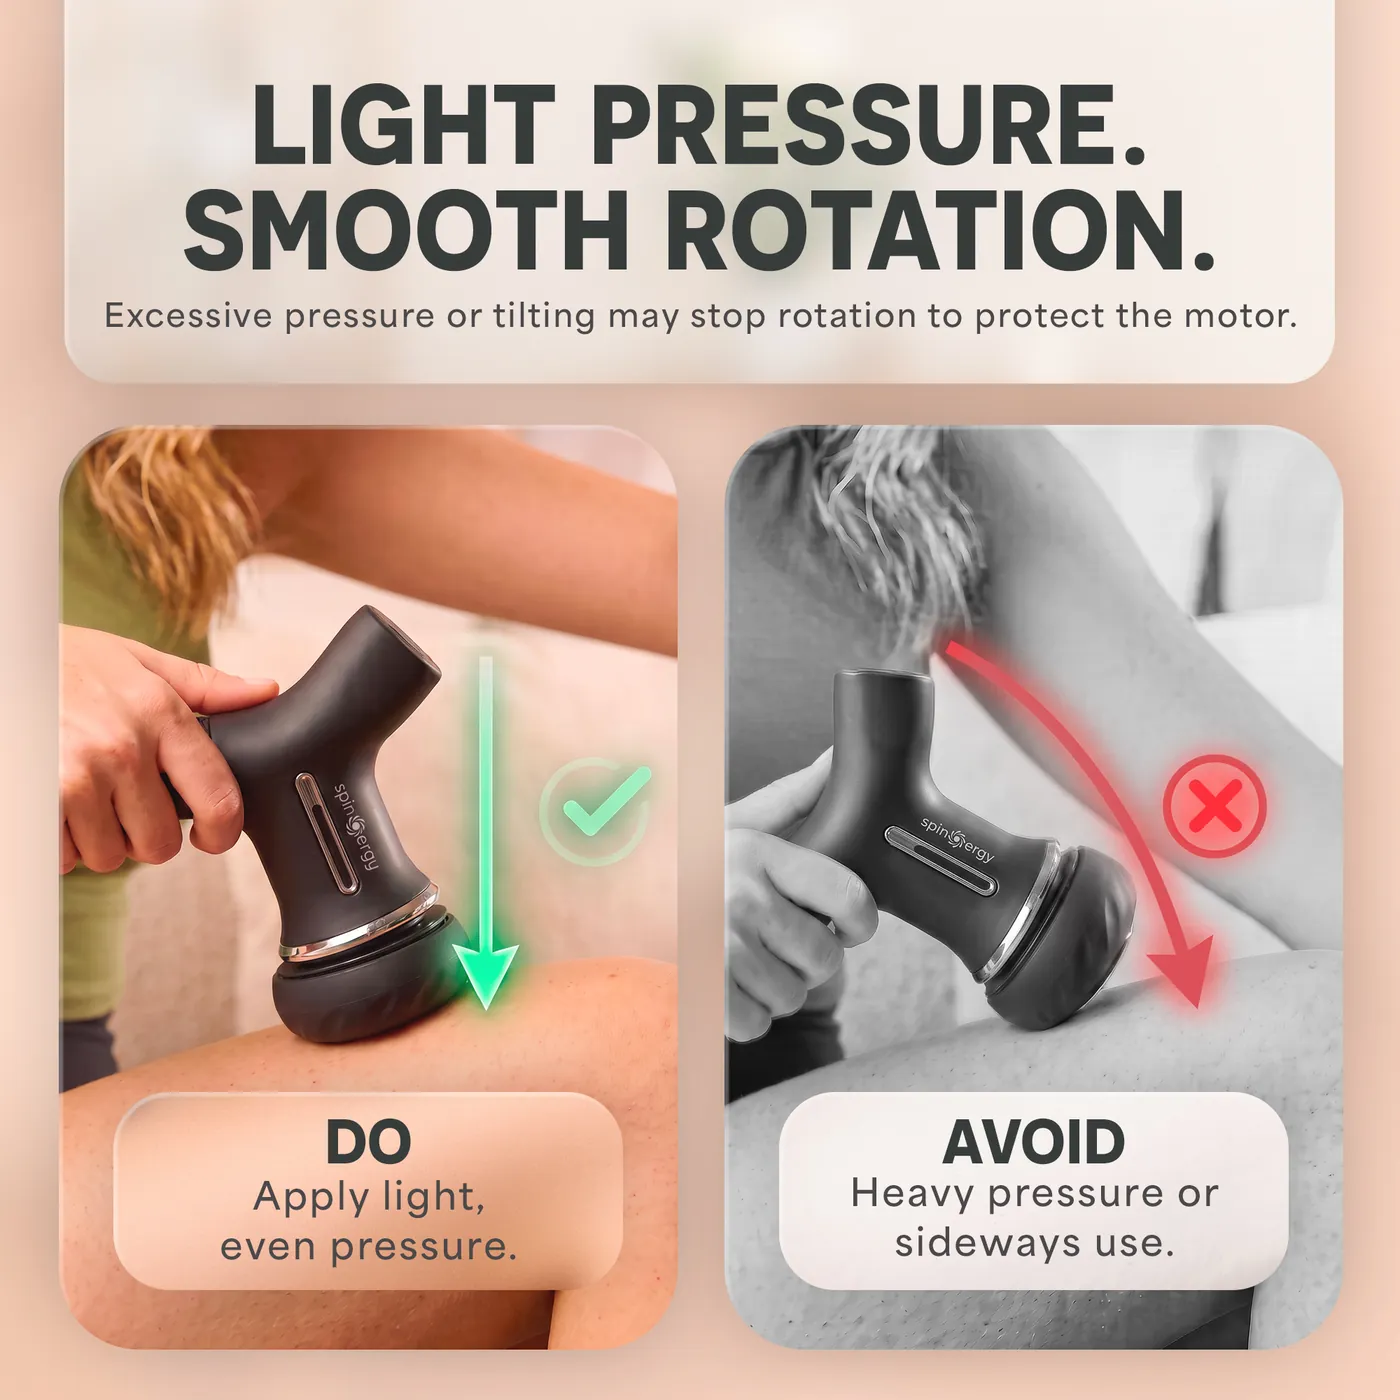 LIGHT PRESSURE.
SMOOTH ROTATION.
Excessive pressure or tilting may stop rotation to protect the motor.
spinergy
spinergy
DO
Apply light,
even pressure.
AVOID
Heavy pressure or
sideways use.